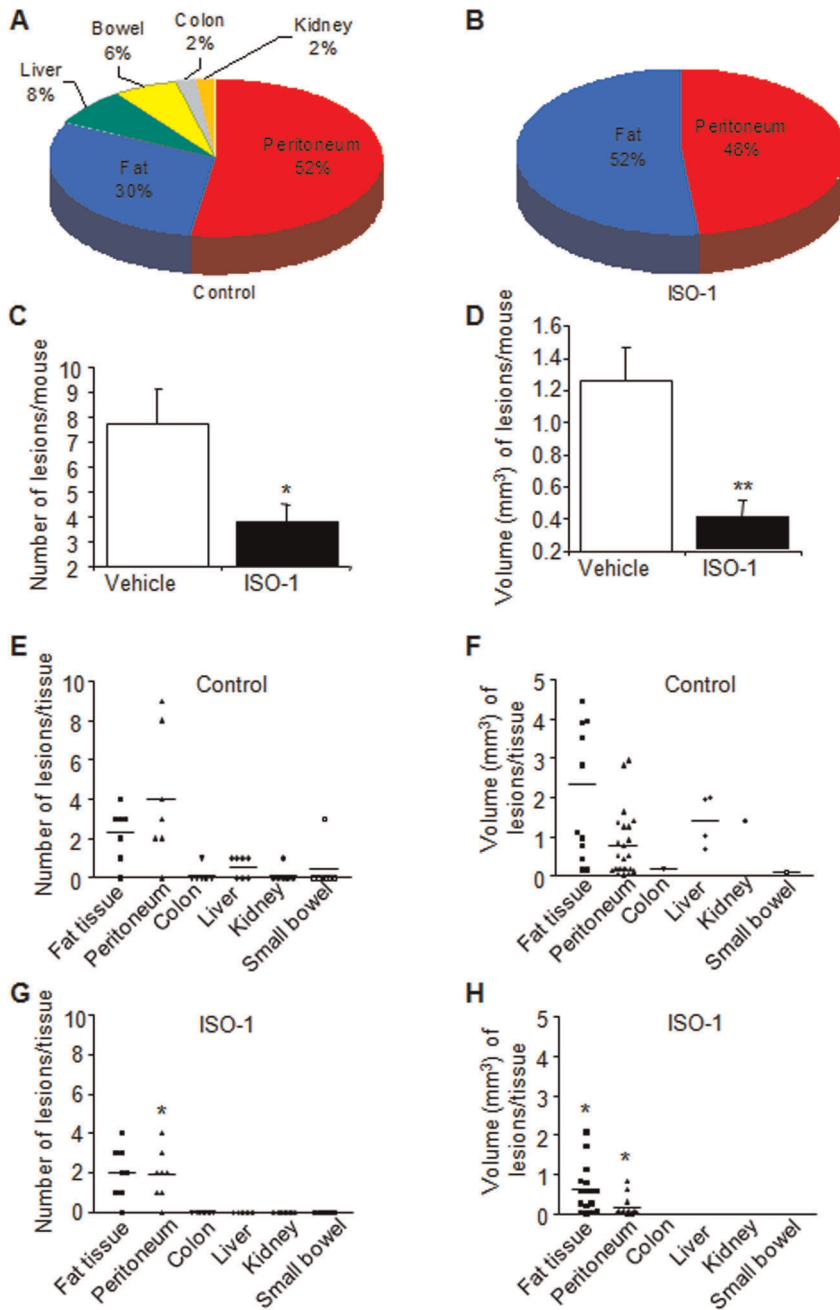 A
Colon
2%
Kidney
2%
Bowel
6%
Liver
8%
Fat
30%
Peritoneum
52%
Control
B
Fat
52%
Peritoneum
48%
ISO-1
C
Number of lesions/mouse
10
9
8
7
6
5
4
3
2
*
Vehicle
ISO-1
D
Volume (mm³) of lesions/mouse
1.6
1.4
1.2
1.0
0.8
0.6
0.4
0.2
**
Vehicle
ISO-1
E
Control
Number of lesions/tissue
10
8
6
4
2
0
Fat tissue
Peritoneum
Colon
Liver
Kidney
Small bowel
F
Control
Volume (mm³) of
lesions/tissue
5
4
3
2
1
0
Fat tissue
Peritoneum
Colon
Liver
Kidney
Small bowel
G
ISO-1
Number of lesions/tissue
10
8
6
4
2
0
*
Fat tissue
Peritoneum
Colon
Liver
Kidney
Small bowel
H
ISO-1
Volume (mm³) of
lesions/tissue
5
4
3
2
1
0
*
*
Fat tissue
Peritoneum
Colon
Liver
Kidney
Small bowel